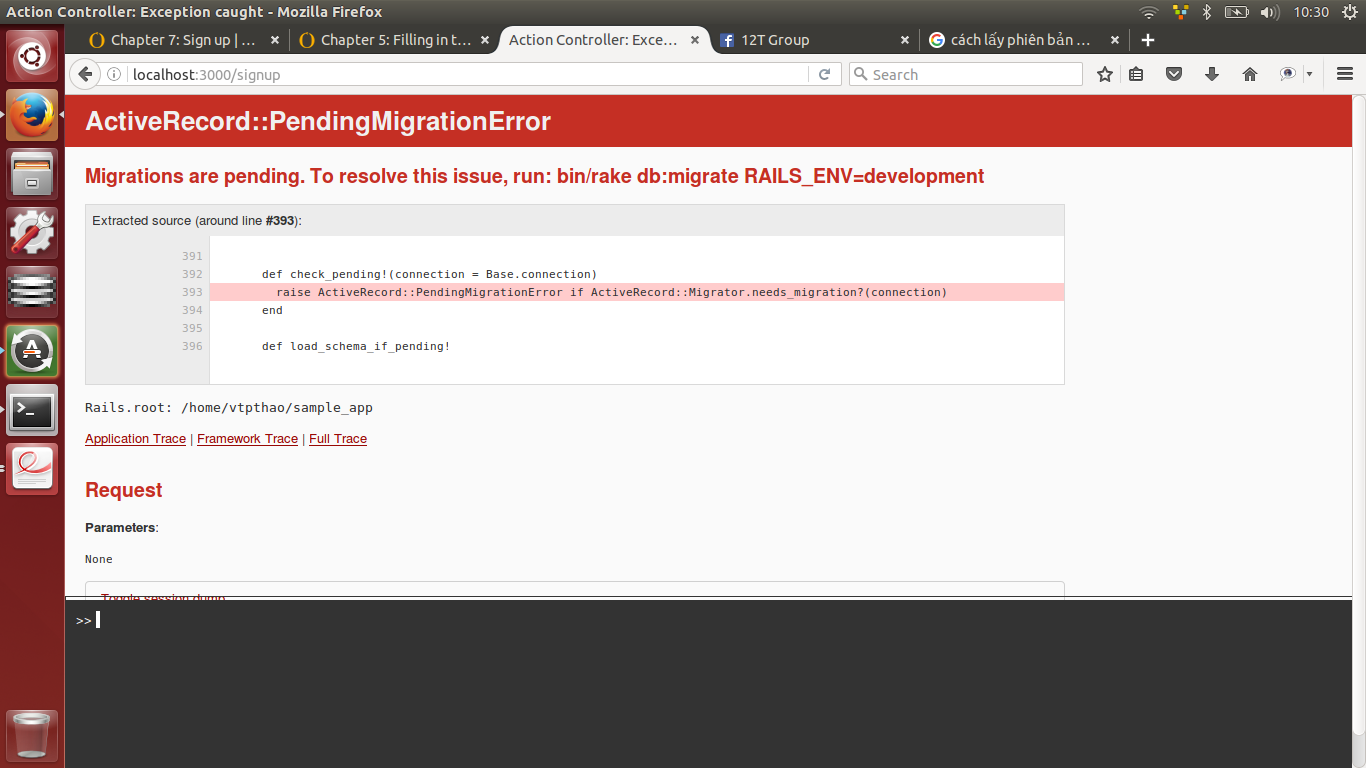 Action Controller: Exception caught - Mozilla Firefox
10:30
Chapter 7: Sign up | ...
Chapter 5: Filling in t...
Action Controller: Exce...
12T Group
cách lấy phiên bản ...
localhost:3000/signup
Search
ActiveRecord::PendingMigrationError
Migrations are pending. To resolve this issue, run: bin/rake db:migrate RAILS_ENV=development
Extracted source (around line #393):
391
392 def check_pending!(connection = Base.connection)
393 raise ActiveRecord::PendingMigrationError if ActiveRecord::Migrator.needs_migration?(connection)
394 end
395
396 def load_schema_if_pending!
Rails.root: /home/vtpthao/sample_app
Application Trace | Framework Trace | Full Trace
Request
Parameters:
None
Toggle session dump
>>